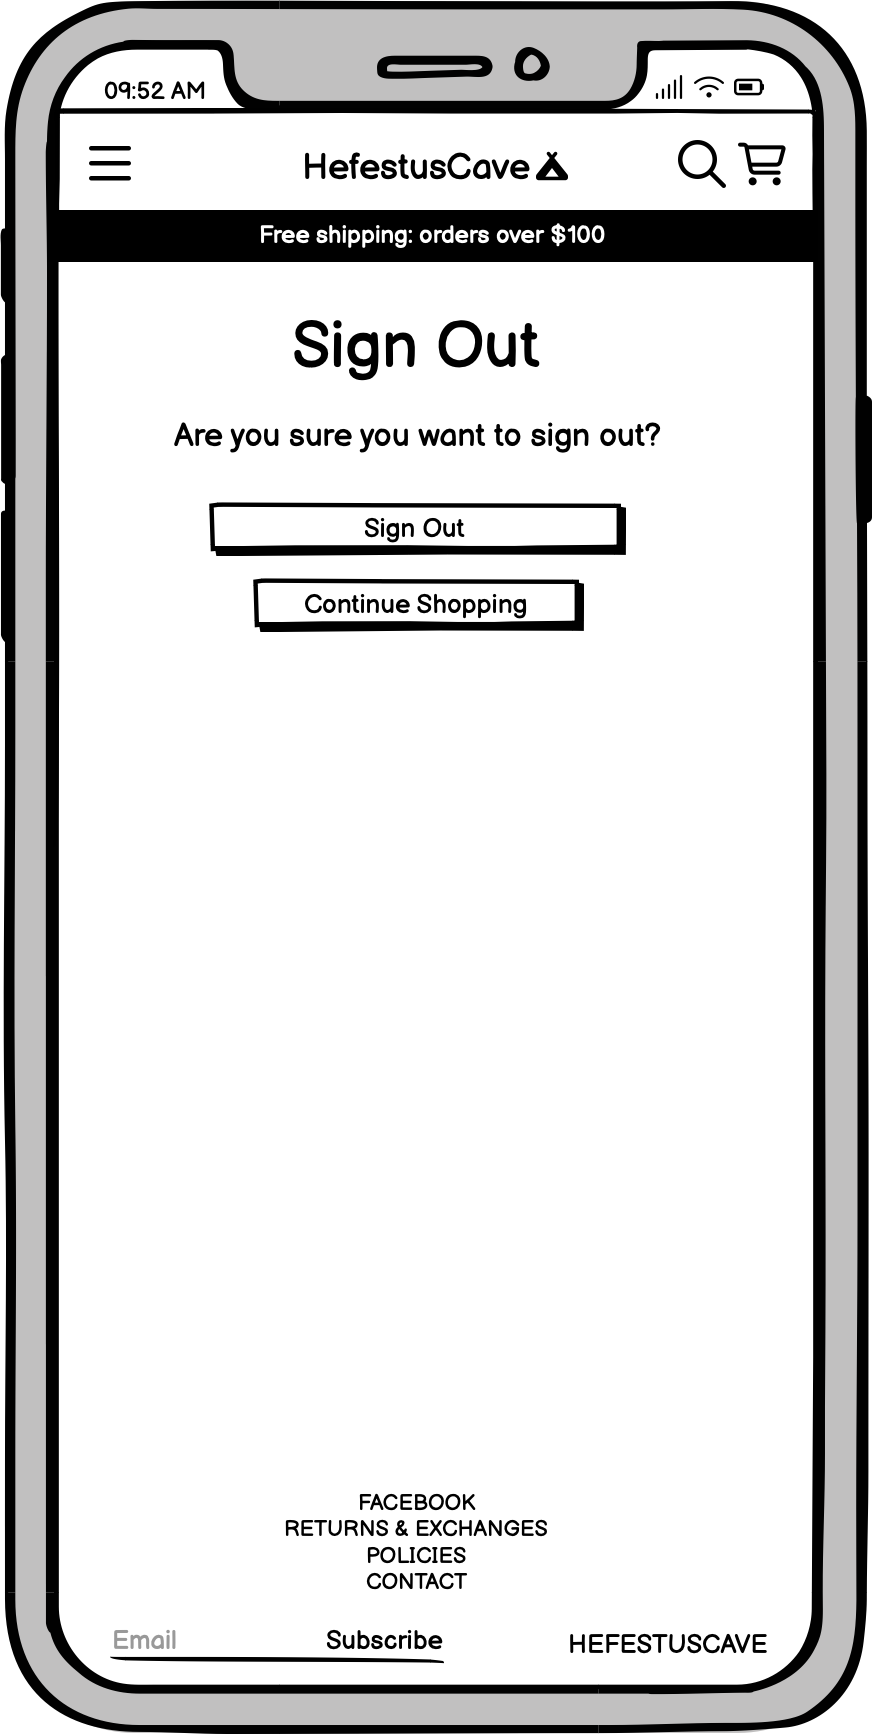 09:52 AM
HefestusCave
Free shipping: orders over $100
Sign Out
Are you sure you want to sign out?
Sign Out
Continue Shopping
FACEBOOK
RETURNS & EXCHANGES
POLICIES
CONTACT
Email Subscribe HEFESTUSCAVE